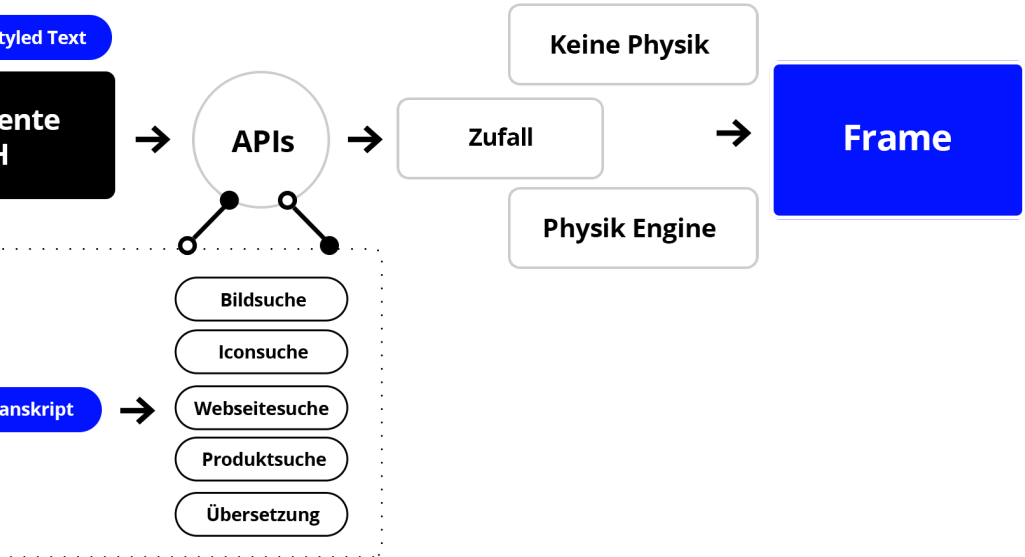 tyled Text
ente
H
APIs
Zufall
Keine Physik
Physik Engine
Frame
anskript
Bildsuche
Iconsuche
Webseitesuche
Produktsuche
Übersetzung